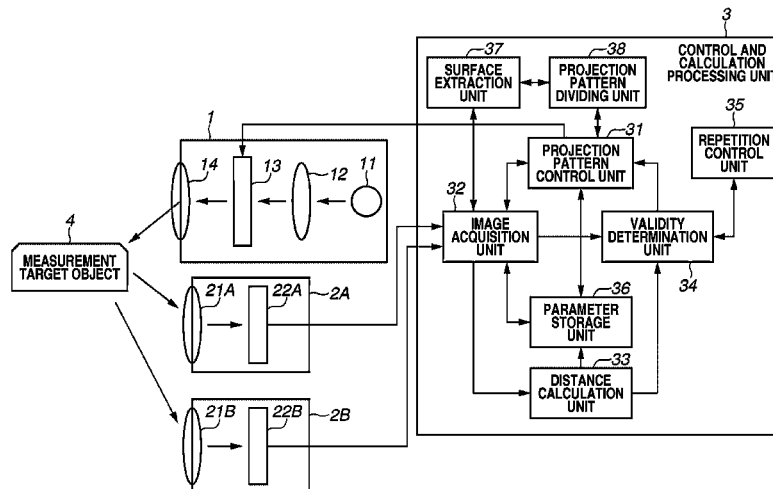 3
37
38
CONTROL AND
CALCULATION
PROCESSING UNIT
SURFACE
EXTRACTION
UNIT
PROJECTION
PATTERN
DIVIDING UNIT
35
1
31
REPETITION
CONTROL
UNIT
14
13
12
11
PROJECTION
PATTERN
CONTROL UNIT
32
4
IMAGE
ACQUISITION
UNIT
VALIDITY
DETERMINATION
UNIT
MEASUREMENT
TARGET OBJECT
34
21A
22A
2A
36
PARAMETER
STORAGE
UNIT
33
DISTANCE
CALCULATION
UNIT
21B
22B
2B